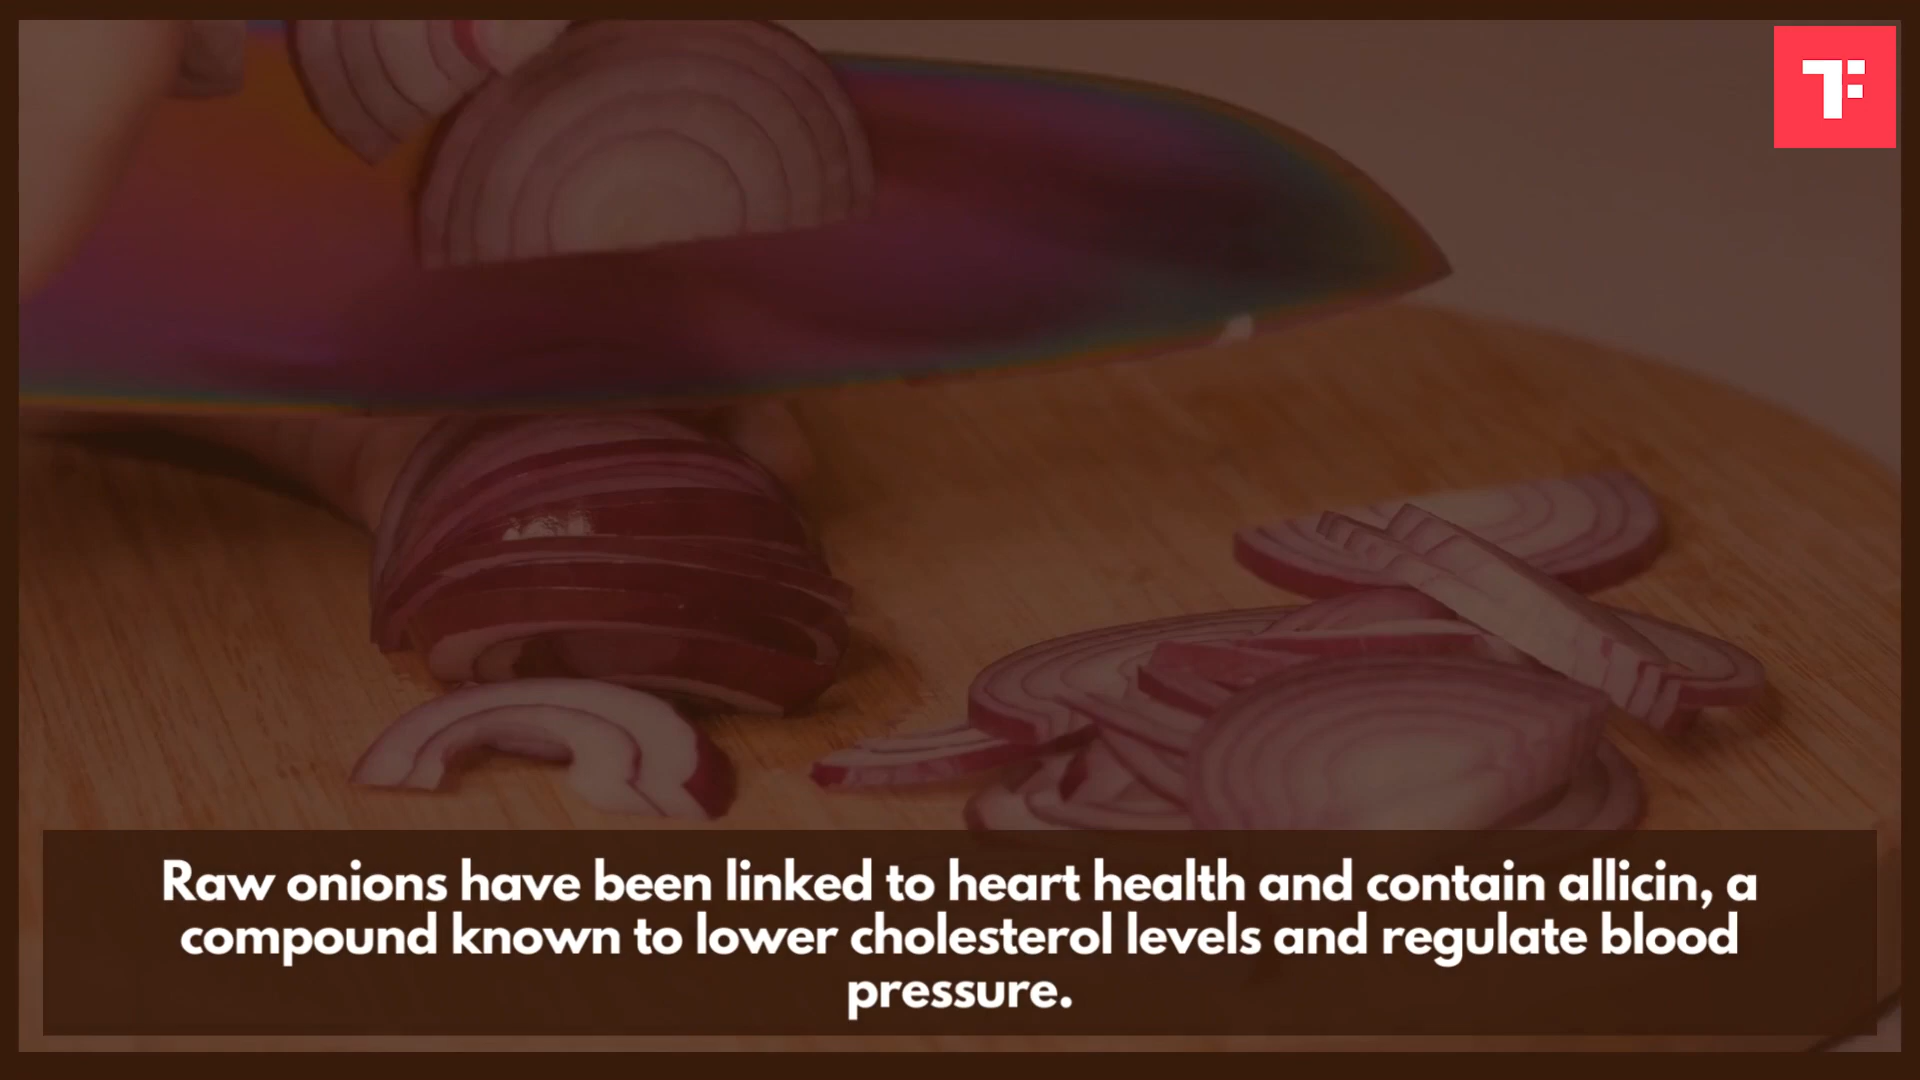 TF
Raw onions have been linked to heart health and contain allicin, a
compound known to lower cholesterol levels and regulate blood
pressure.